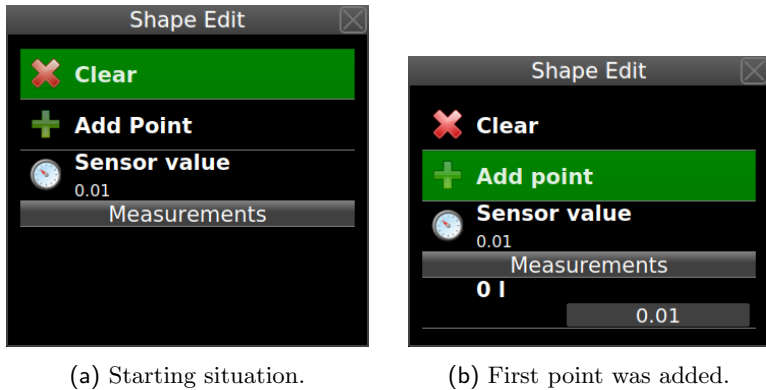 Shape Edit
Clear
Add Point
Sensor value
0.01
Measurements
(a) Starting situation.
Shape Edit
Clear
Add point
Sensor value
0.01
Measurements
0 l
0.01
(b) First point was added.